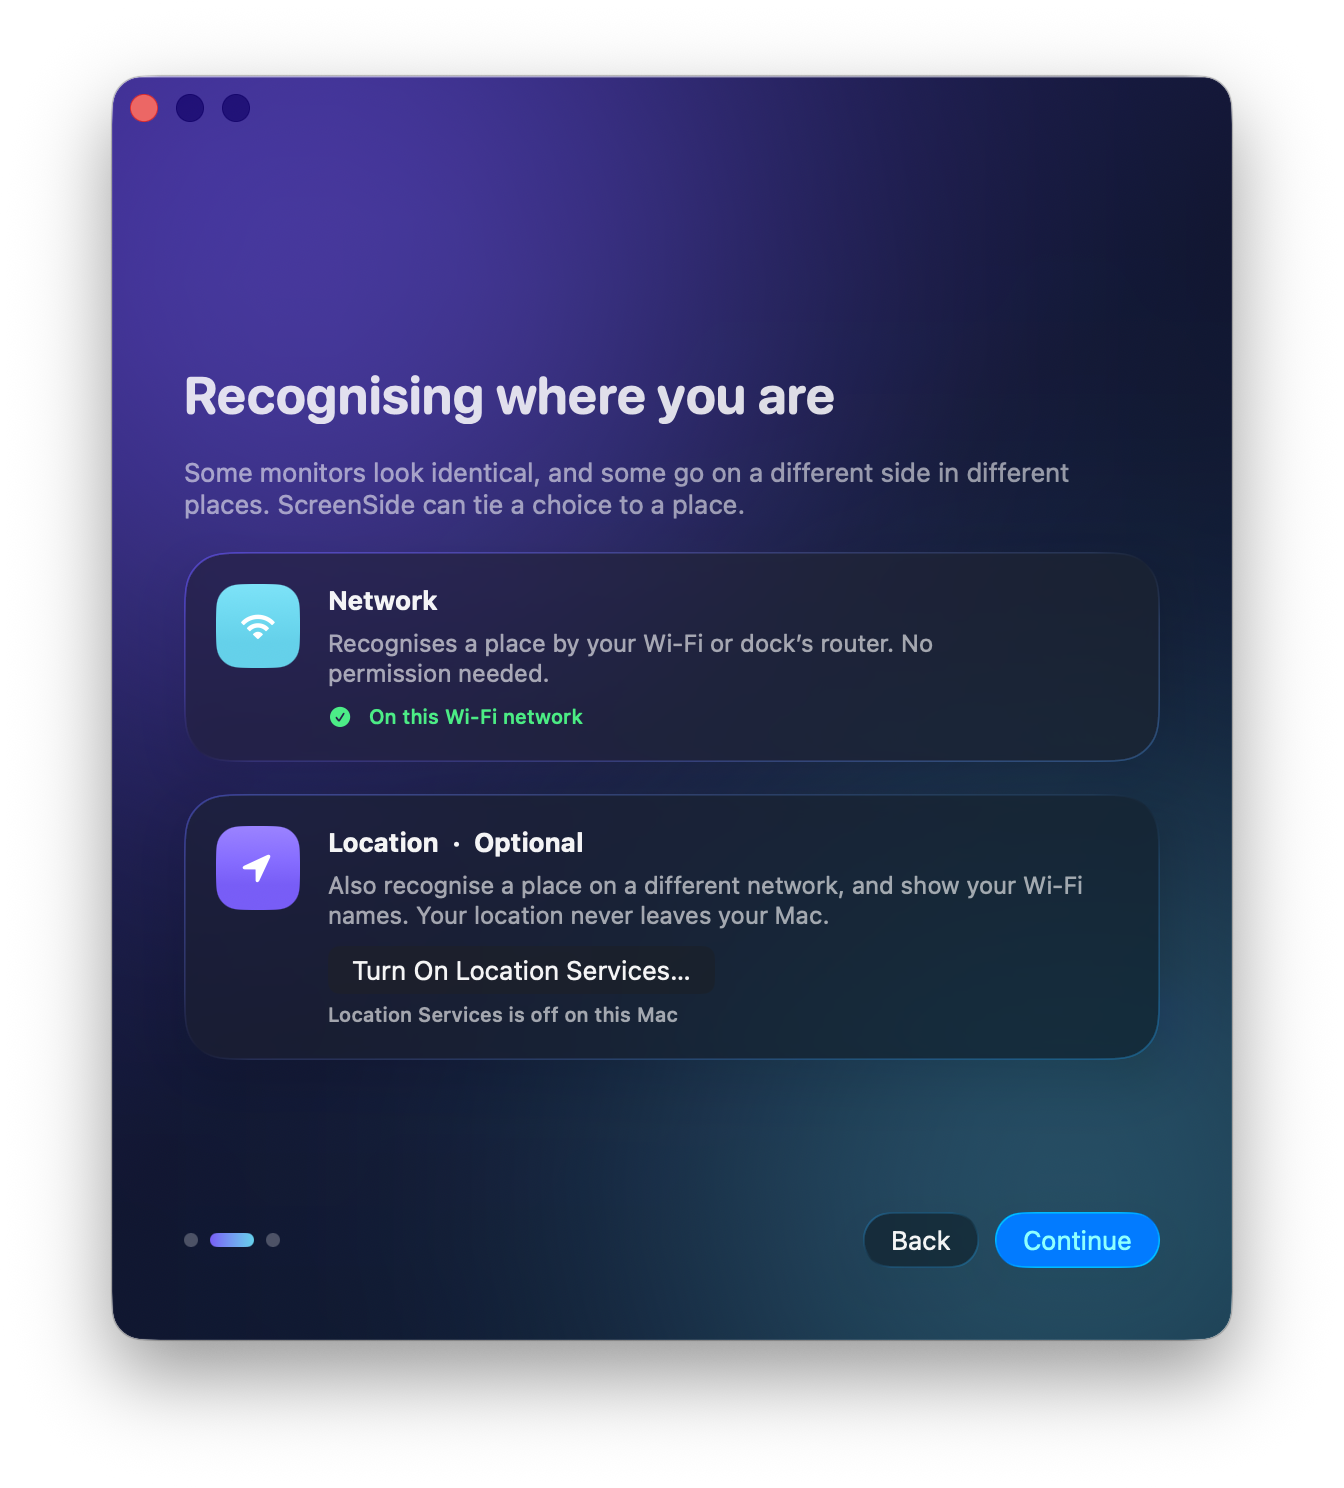 Recognising where you are
Some monitors look identical, and some go on a different side in different
places. ScreenSide can tie a choice to a place.
Network
Recognises a place by your Wi-Fi or dock’s router. No
permission needed.
On this Wi-Fi network
Location · Optional
Also recognise a place on a different network, and show your Wi-Fi
names. Your location never leaves your Mac.
Turn On Location Services...
Location Services is off on this Mac
Back
Continue